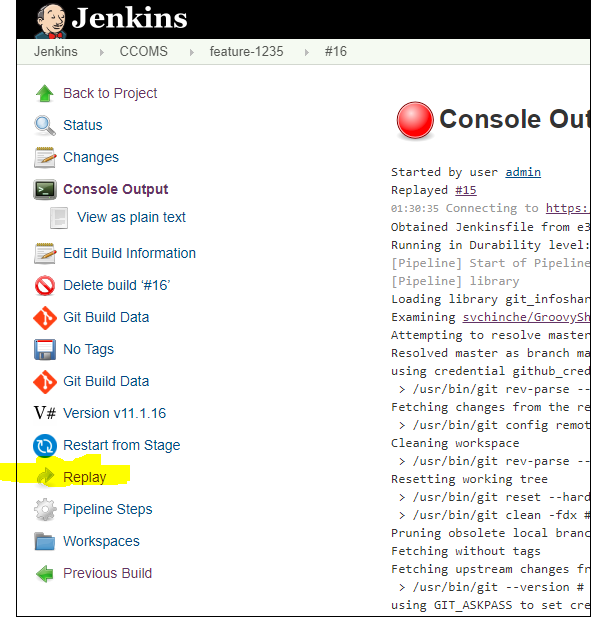 Jenkins
Jenkins CCOMS feature-1235 #16
Back to Project
Status
Changes
Console Output
View as plain text
Edit Build Information
Delete build ‘#16’
Git Build Data
No Tags
Git Build Data
V# Version v11.1.16
Restart from Stage
Replay
Pipeline Steps
Workspaces
Previous Build
Console Out
Started by user admin
Replayed #15
01:30:35 Connecting to https:
Obtained Jenkinsfile from e3
Running in Durability level:
[Pipeline] Start of Pipeline
[Pipeline] library
Loading library git_infoshar
Examining svchinche/GroovySh
Attempting to resolve master
Resolved master as branch ma
using credential github_cred
> /usr/bin/git rev-parse --
Fetching changes from the re
> /usr/bin/git config remot
Cleaning workspace
> /usr/bin/git rev-parse --
Resetting working tree
> /usr/bin/git reset --hard
> /usr/bin/git clean -fdx #
Pruning obsolete local branc
Fetching without tags
Fetching upstream changes fr
> /usr/bin/git --version #
using GIT_ASKPASS to set cre